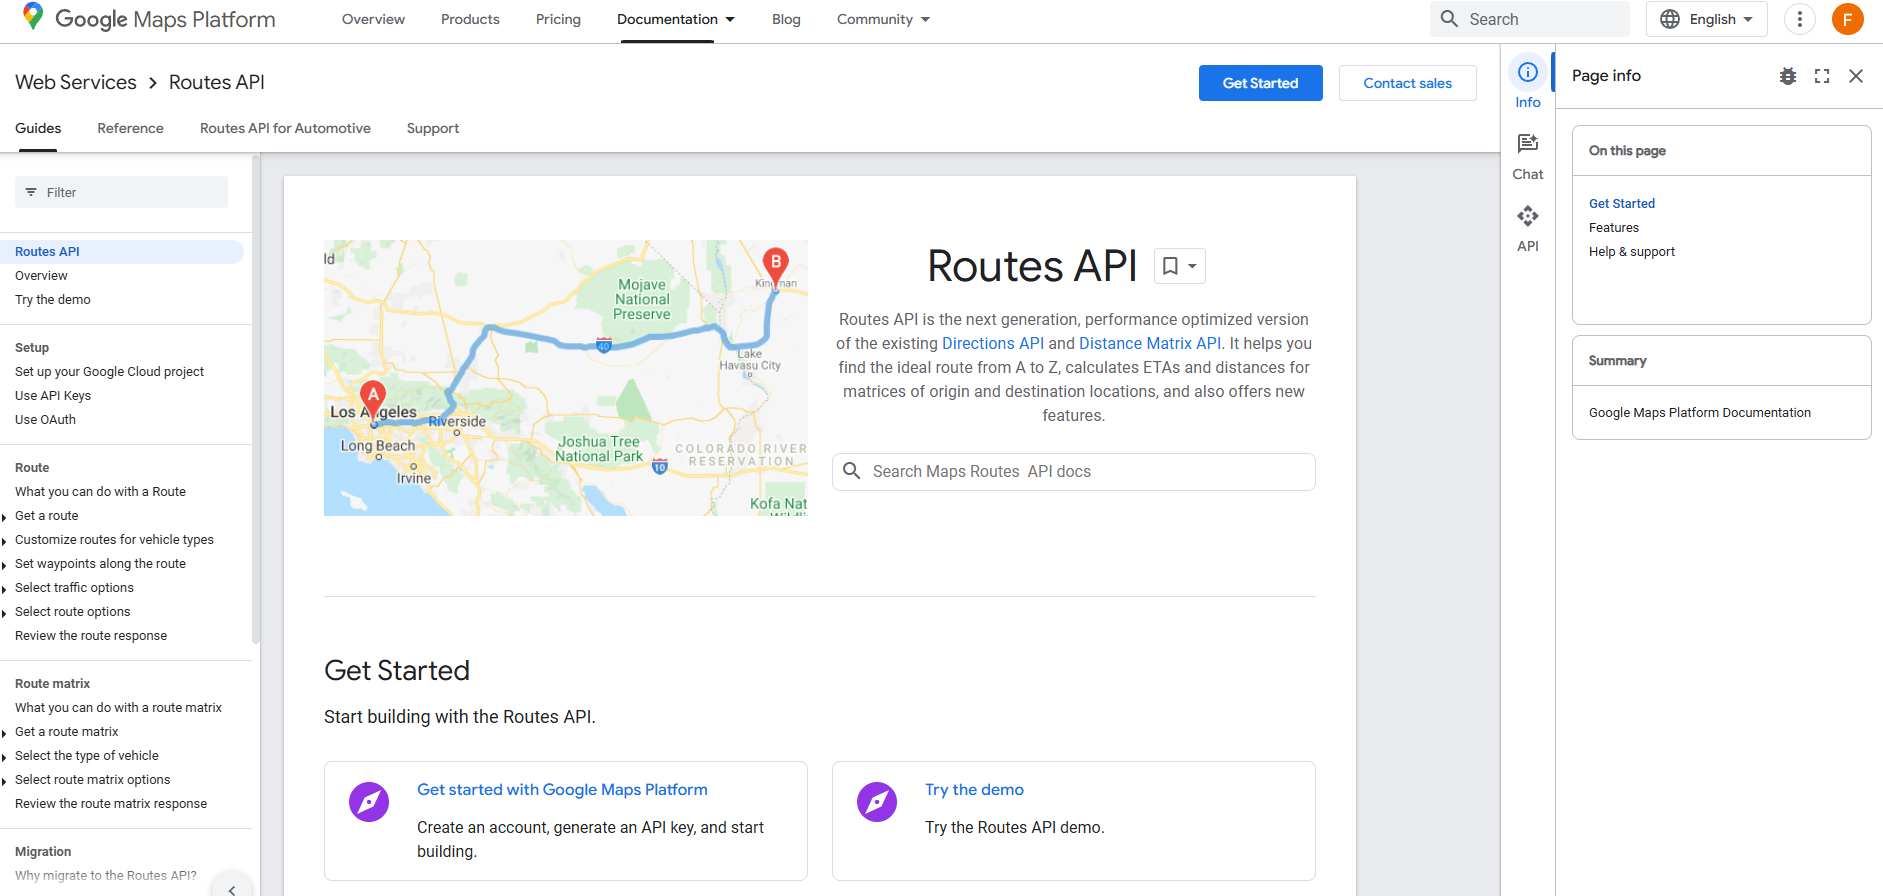 Google Maps Platform
Overview
Products
Pricing
Documentation
Blog
Community
Search
English
F
Web Services > Routes API
Get Started
Contact sales
Guides
Reference
Routes API for Automotive
Support
Filter
Routes API
Overview
Try the demo
Setup
Set up your Google Cloud project
Use API Keys
Use OAuth
Route
What you can do with a Route
Get a route
Customize routes for vehicle types
Set waypoints along the route
Select traffic options
Select route options
Review the route response
Route matrix
What you can do with a route matrix
Get a route matrix
Select the type of vehicle
Select route matrix options
Review the route matrix response
Migration
Why migrate to the Routes API?
ld
Mojave
National
Preserve
B
40
Lake
Havasu City
A
Los Angeles
Riverside
Long Beach
Irvine
Joshua Tree
National Park
10
COLORADO RIVER
RESERVATION
Kofa Nat
Routes API
Routes API is the next generation, performance optimized version
of the existing Directions API and Distance Matrix API. It helps you
find the ideal route from A to Z, calculates ETAs and distances for
matrices of origin and destination locations, and also offers new
features.
Search Maps Routes API docs
Get Started
Start building with the Routes API.
Get started with Google Maps Platform
Create an account, generate an API key, and start
building.
Try the demo
Try the Routes API demo.
Info
Chat
API
Page info
On this page
Get Started
Features
Help & support
Summary
Google Maps Platform Documentation